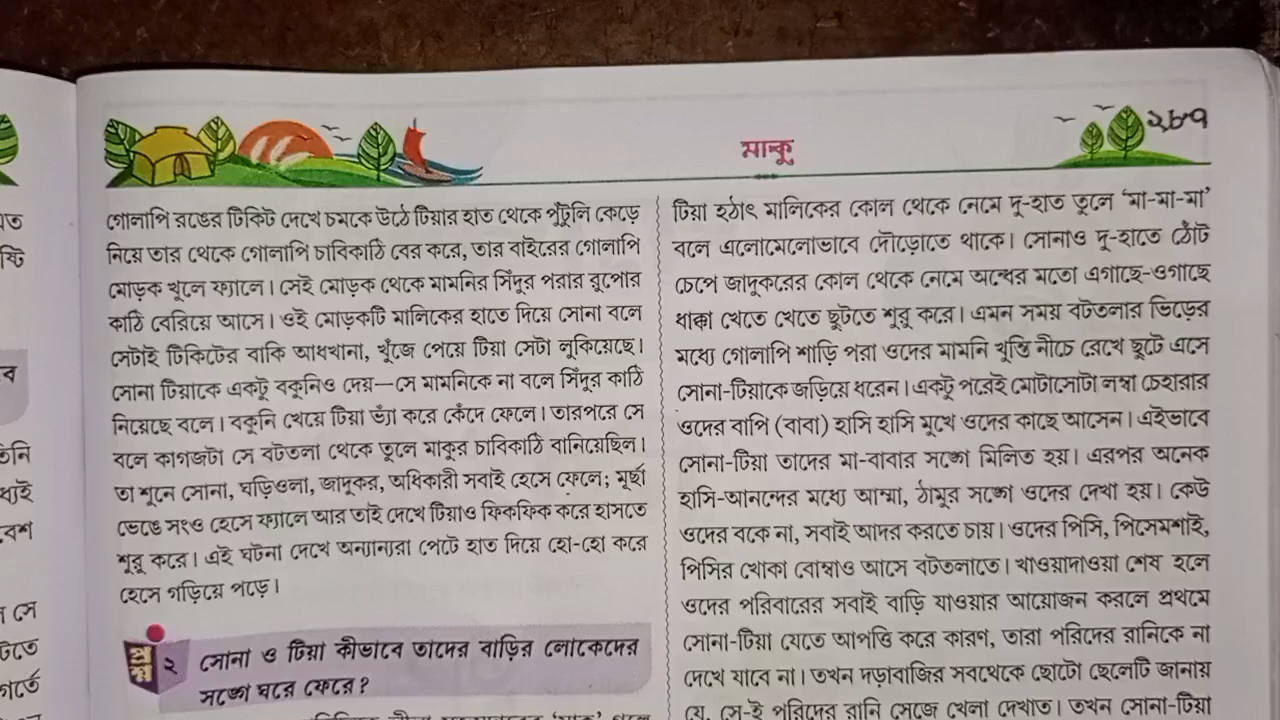 মাকু
২৮৭
গোলাপি রঙের টিকিট দেখে চমকে উঠে টিয়ার হাত থেকে পুঁটুলি কেড়ে
নিয়ে তার থেকে গোলাপি চাবিকাঠি বের করে, তার বাইরের গোলাপি
মোড়ক খুলে ফ্যালে। সেই মোড়ক থেকে মামনির সিঁদুর পরার রুপোর
কাঠি বেরিয়ে আসে। ওই মোড়কটি মালিকের হাতে দিয়ে সোনা বলে
সেটাই টিকিটের বাকি আধখানা, খুঁজে পেয়ে টিয়া সেটা লুকিয়েছে।
সোনা টিয়াকে একটু বকুনিও দেয়—সে মামনিকে না বলে সিঁদুর কাঠি
নিয়েছে বলে। বকুনি খেয়ে টিয়া ভ্যাঁ করে কেঁদে ফেলে। তারপরে সে
বলে কাগজটা সে বটতলা থেকে তুলে মাকুর চাবিকাঠি বানিয়েছিল।
তা শুনে সোনা, ঘড়িওলা, জাদুকর, অধিকারী সবাই হেসে ফেলে; মূর্ছা
ভেঙে সংও হেসে ফ্যালে আর তাই দেখে টিয়াও ফিকফিক করে হাসতে
শুরু করে। এই ঘটনা দেখে অন্যান্যরা পেটে হাত দিয়ে হো-হো করে
হেসে গড়িয়ে পড়ে।
প্রশ্ন ২ সোনা ও টিয়া কীভাবে তাদের বাড়ির লোকেদের
সঙ্গে ঘরে ফেরে?
টিয়া হঠাৎ মালিকের কোল থেকে নেমে দু-হাত তুলে ‘মা-মা-মা’
বলে এলোমেলোভাবে দৌড়োতে থাকে। সোনাও দু-হাতে ঠোঁট
চেপে জাদুকরের কোল থেকে নেমে অন্ধের মতো এগাছে-ওগাছে
ধাক্কা খেতে খেতে ছুটতে শুরু করে। এমন সময় বটতলার ভিড়ের
মধ্যে গোলাপি শাড়ি পরা ওদের মামনি খুন্তি নীচে রেখে ছুটে এসে
সোনা-টিয়াকে জড়িয়ে ধরেন। একটু পরেই মোটাসোটা লম্বা চেহারার
ওদের বাপি (বাবা) হাসি হাসি মুখে ওদের কাছে আসেন। এইভাবে
সোনা-টিয়া তাদের মা-বাবার সঙ্গে মিলিত হয়। এরপর অনেক
হাসি-আনন্দের মধ্যে আম্মা, ঠামুর সঙ্গে ওদের দেখা হয়। কেউ
ওদের বকে না, সবাই আদর করতে চায়। ওদের পিসি, পিসেমশাই,
পিসির খোকা বোম্বাও আসে বটতলাতে। খাওয়াদাওয়া শেষ হলে
ওদের পরিবারের সবাই বাড়ি যাওয়ার আয়োজন করলে প্রথমে
সোনা-টিয়া যেতে আপত্তি করে কারণ, তারা পরিদের রানিকে না
দেখে যাবে না। তখন দড়াবাজির সবথেকে ছোটো ছেলেটি জানায়
যে, সে-ই পরিদের রানি সেজে খেলা দেখাত। তখন সোনা-টিয়া